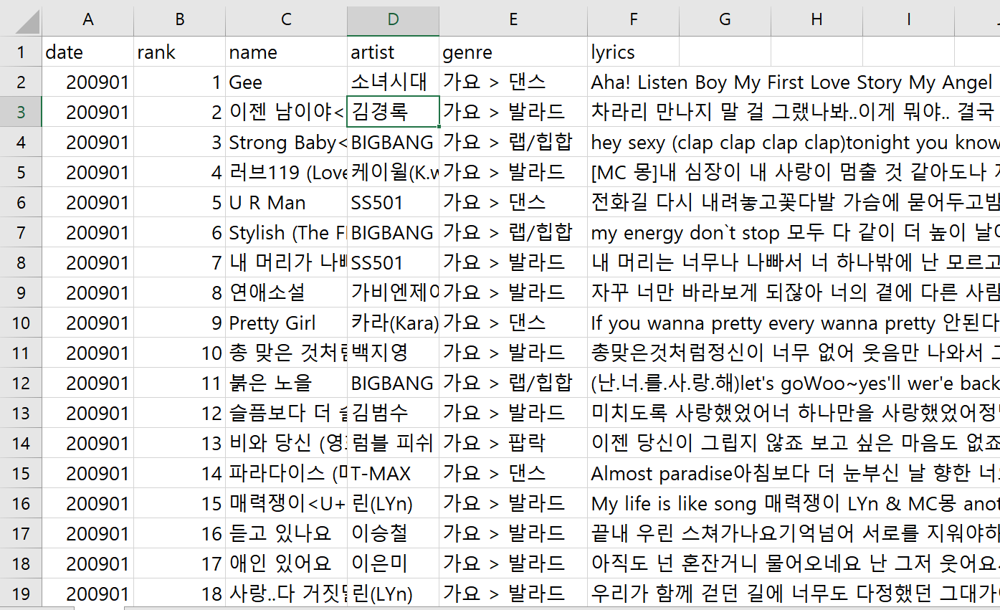 A B C D E F G H I
1 date rank name artist genre lyrics
2 200901 1 Gee 소녀시대 가요 > 댄스 Aha! Listen Boy My First Love Story My Angel
3 200901 2 이젠 남이야< 김경록 가요 > 발라드 차라리 만나지 말 걸 그랬나봐..이게 뭐야.. 결국
4 200901 3 Strong Baby< BIGBANG 가요 > 랩/힙합 hey sexy (clap clap clap clap)tonight you know
5 200901 4 러브119 (Love 케이윌(K.w 가요 > 발라드 [MC 몽]내 심장이 내 사랑이 멈출 것 같아도나
6 200901 5 U R Man SS501 가요 > 댄스 전화길 다시 내려놓고꽃다발 가슴에 묻어두고밤
7 200901 6 Stylish (The BIGBANG 가요 > 랩/힙합 my energy don`t stop 모두 다 같이 더 높이
8 200901 7 내 머리가 나빠 SS501 가요 > 발라드 내 머리는 너무나 나빠서 너 하나밖에 난 모르고
9 200901 8 연애소설 가비엔제이 가요 > 발라드 자꾸 너만 바라보게 되잖아 너의 곁에 다른 사람
10 200901 9 Pretty Girl 카라(Kara) 가요 > 댄스 If you wanna pretty every wanna pretty 안된다
11 200901 10 총 맞은 것처럼 백지영 가요 > 발라드 총맞은것처럼정신이 너무 없어 웃음만 나와서
12 200901 11 붉은 노을 BIGBANG 가요 > 랩/힙합 (난.너.를.사.랑.해)let's goWoo~yes'll wer'e back
13 200901 12 슬픔보다 더 김범수 가요 > 발라드 미치도록 사랑했었어너 하나만을 사랑했었어정말
14 200901 13 비와 당신 (영화 럼블 피쉬 가요 > 팝락 이젠 당신이 그립지 않죠 보고 싶은 마음도 없죠
15 200901 14 파라다이스 ( T-MAX 가요 > 댄스 Almost paradise아침보다 더 눈부신 날 향한
16 200901 15 매력쟁이<U+ 린(LYn) 가요 > 발라드 My life is like song 매력쟁이 LYn & MC몽 anot
17 200901 16 듣고 있나요 이승철 가요 > 발라드 끝내 우린 스쳐가나요기억넘어 서로를 지워야하
18 200901 17 애인 있어요 이은미 가요 > 발라드 아직도 넌 혼잔거니 물어오네요 난 그저 웃어요
19 200901 18 사랑..다 거짓말 린(LYn) 가요 > 발라드 우리가 함께 걷던 길에 너무도 다정했던 그대가